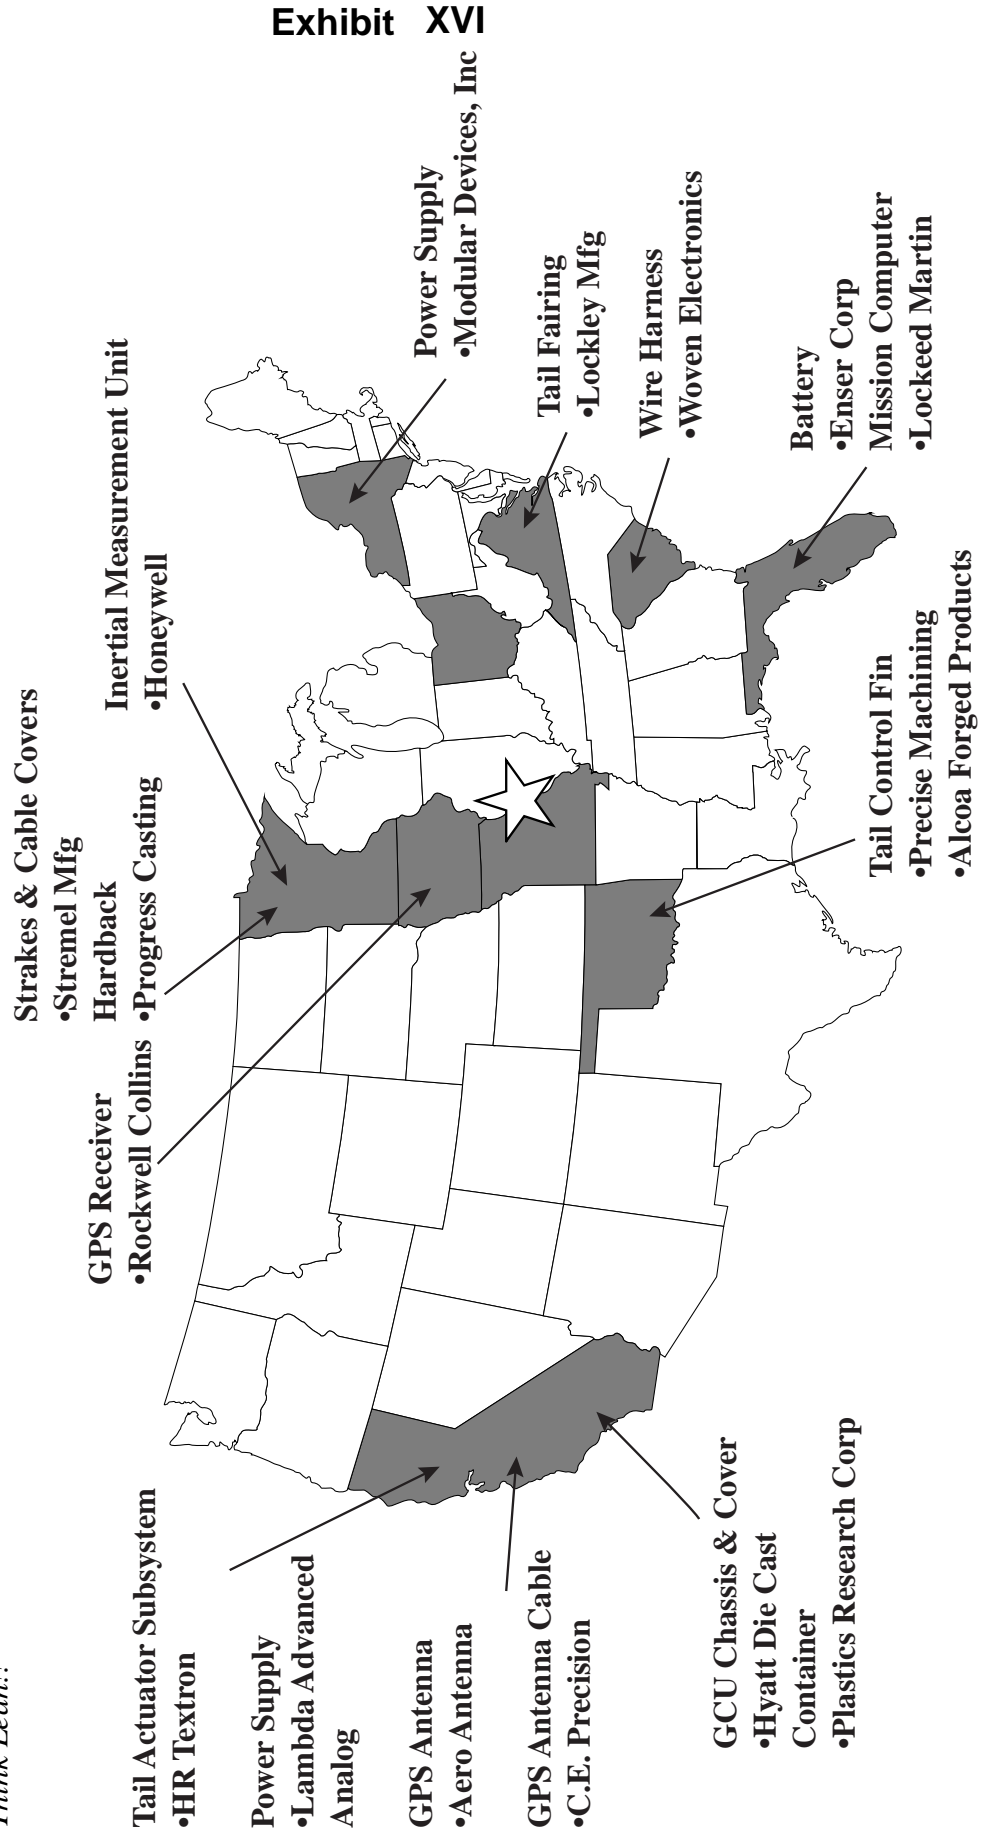 Exhibit XVI
Think Lean!!
Strakes & Cable Covers
•Stremel Mfg
Hardback
•Progress Casting
Inertial Measurement Unit
•Honeywell
GPS Receiver
•Rockwell Collins
Power Supply
•Modular Devices, Inc
Tail Fairing
•Lockley Mfg
Wire Harness
•Woven Electronics
Battery
•Enser Corp
Mission Computer
•Locked Martin
Tail Control Fin
•Precise Machining
•Alcoa Forged Products
Tail Actuator Subsystem
•HR Textron
Power Supply
•Lambda Advanced
Analog
GPS Antenna
•Aero Antenna
GPS Antenna Cable
•C.E. Precision
GCU Chassis & Cover
•Hyatt Die Cast
Container
•Plastics Research Corp